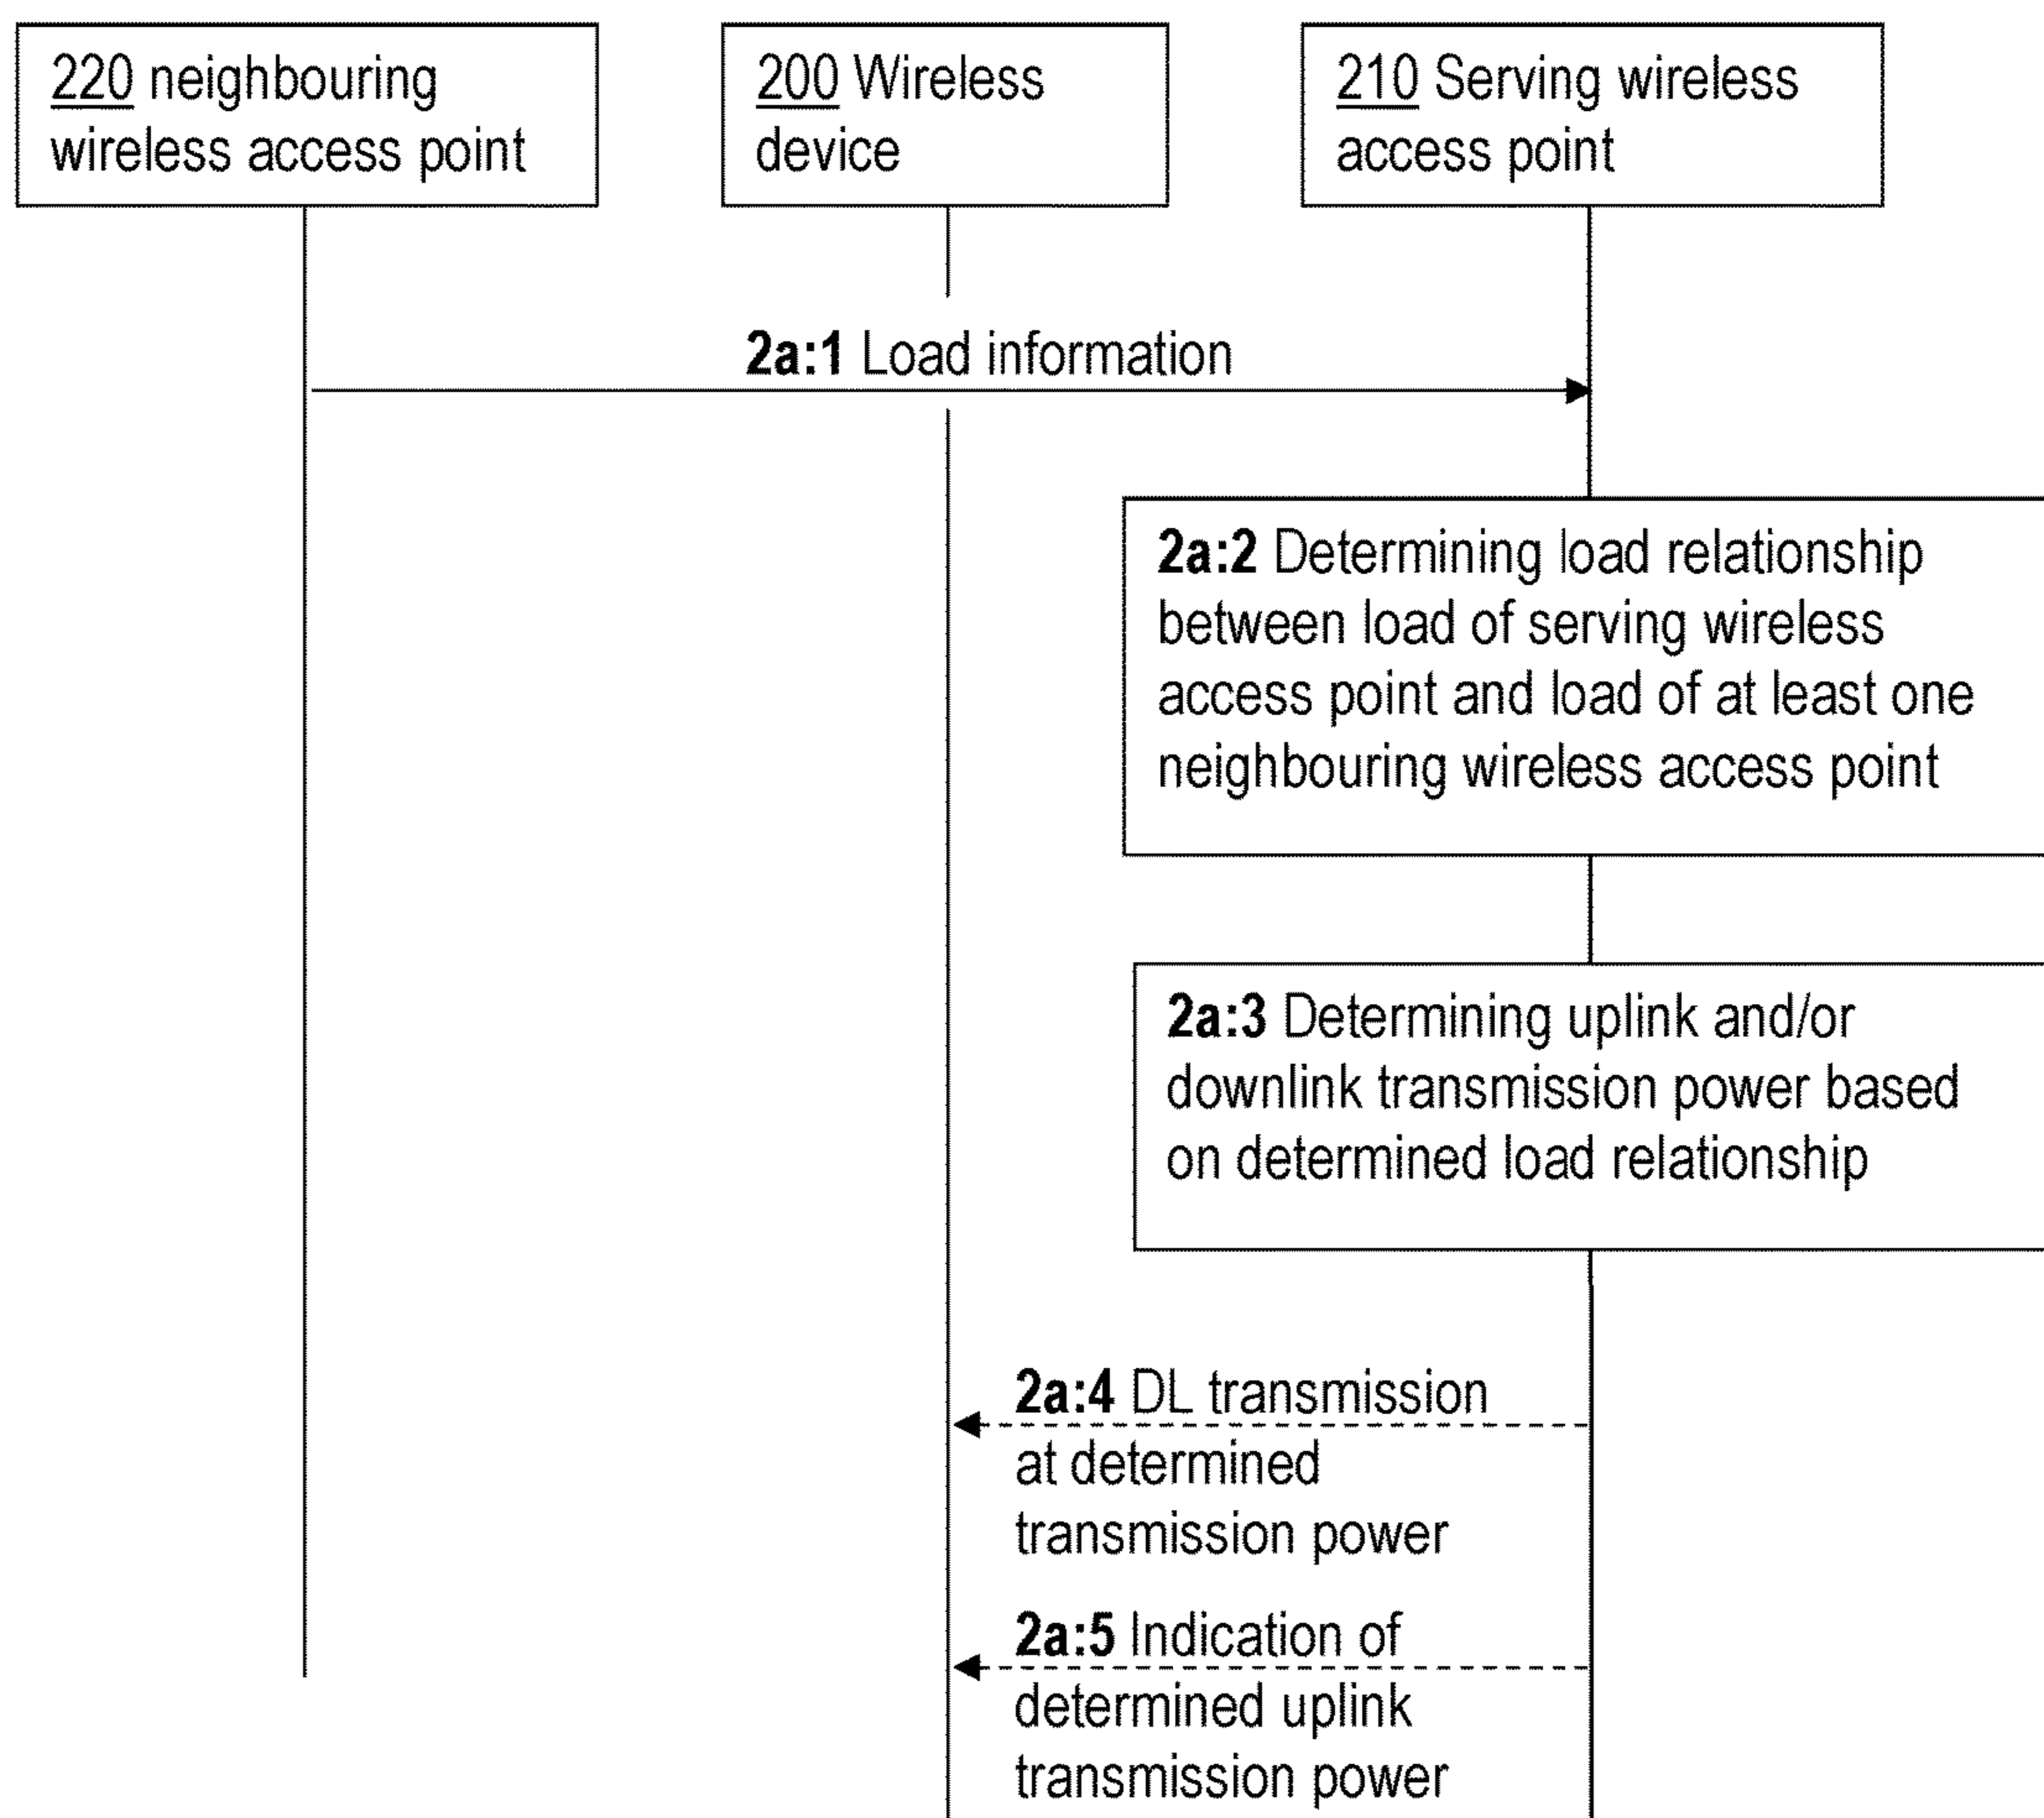 220 neighbouring
wireless access point
200 Wireless
device
210 Serving wireless
access point
2a:1 Load information
2a:2 Determining load relationship
between load of serving wireless
access point and load of at least one
neighbouring wireless access point
2a:3 Determining uplink and/or
downlink transmission power based
on determined load relationship
2a:4 DL transmission
at determined
transmission power
2a:5 Indication of
determined uplink
transmission power